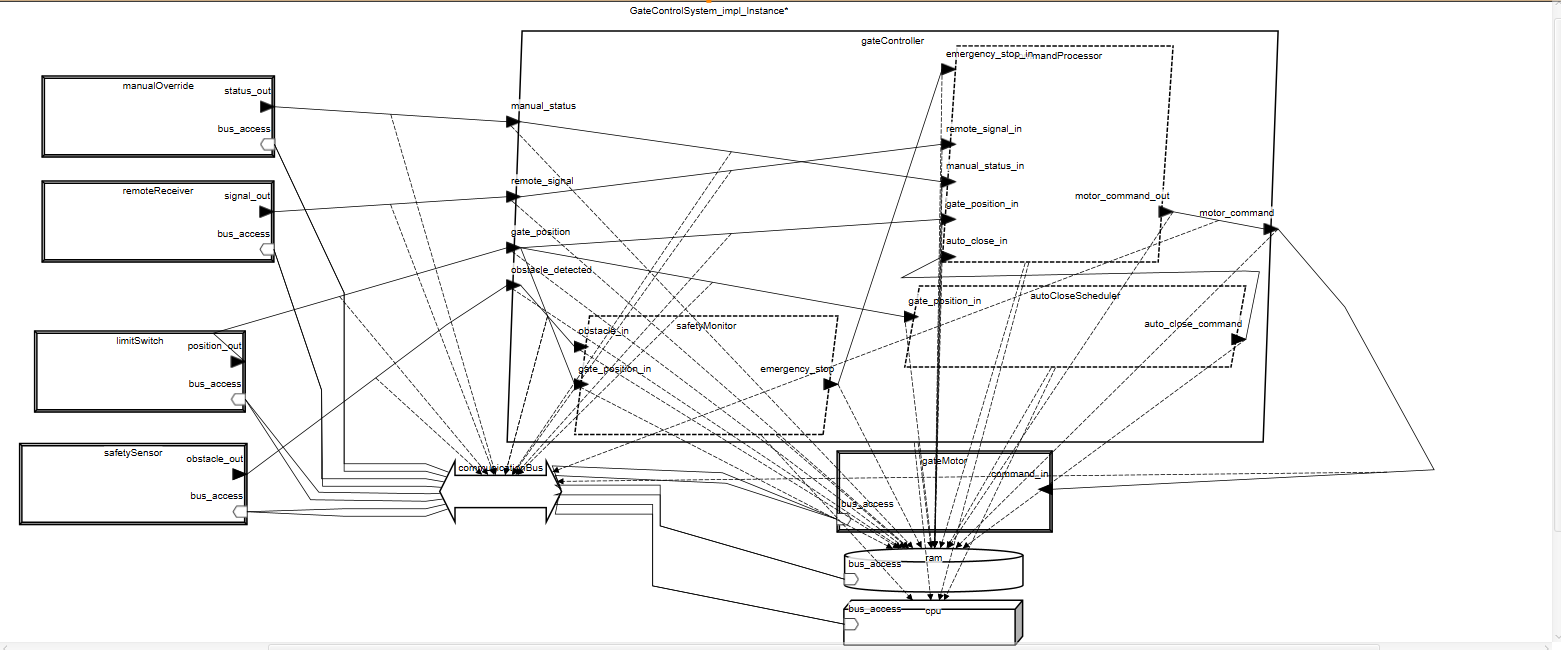 GateControlSystem_impl_Instance*
gateController
emergency_stop_in
mandProcessor
manualOverride
status_out
bus_access
manual_status
remote_signal_in
manual_status_in
remoteReceiver
signal_out
bus_access
remote_signal
gate_position_in
motor_command_out
motor_command
gate_position
auto_close_in
obstacle_detected
gate_position_in
autoCloseScheduler
auto_close_command
limitSwitch
position_out
bus_access
obstacle_in
safetyMonitor
gate_position_in
emergency_stop
safetySensor
obstacle_out
bus_access
communicationBus
gateMotor
command_in
bus_access
ram
bus_access
bus_access
cpu